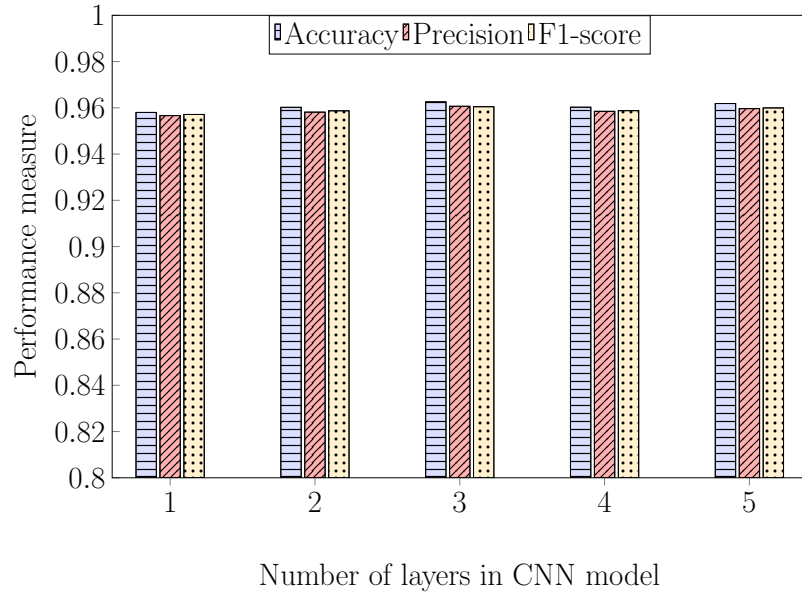 Accuracy Precision F1-score
Performance measure
1
0.98
0.96
0.94
0.92
0.9
0.88
0.86
0.84
0.82
0.8
1 2 3 4 5
Number of layers in CNN model